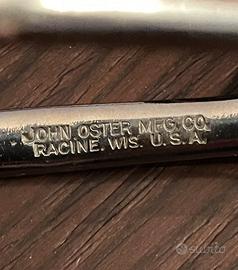 JOHN OSTER MFG. CO.
RACINE. WIS. U.S.A.
subito